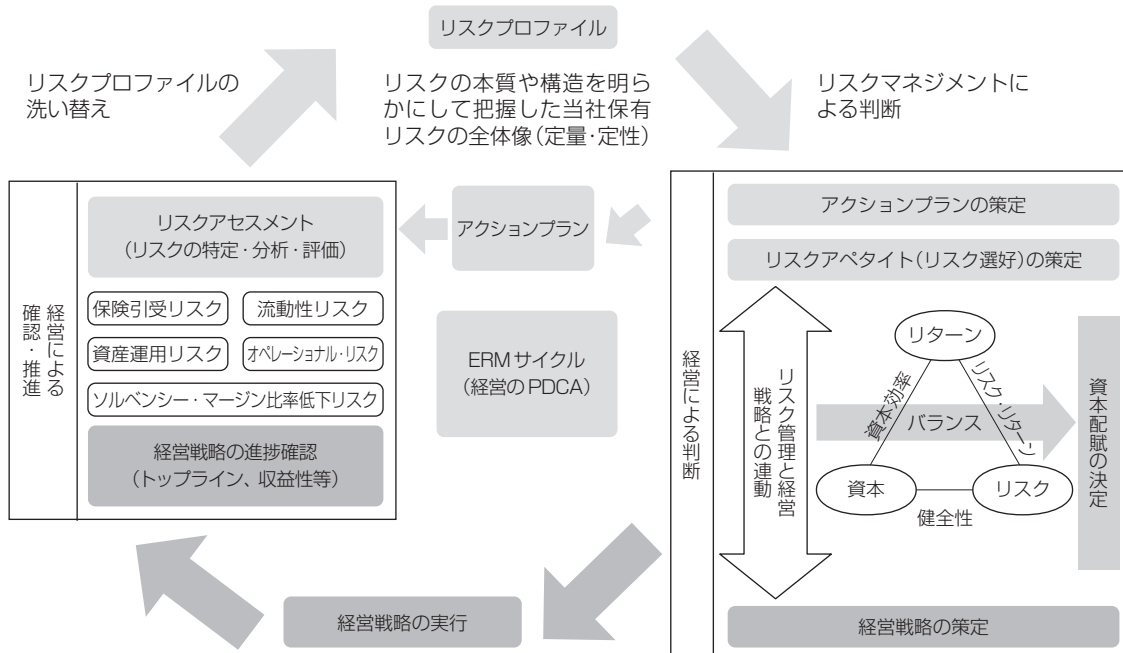 リスクプロファイル
リスクプロファイルの
洗い替え
リスクの本質や構造を明ら
かにして把握した当社保有
リスクの全体像(定量・定性)
リスクマネジメントに
よる判断
経営による
確認・推進
リスクアセスメント
(リスクの特定・分析・評価)
保険引受リスク
流動性リスク
資産運用リスク
オペレーショナル・リスク
ソルベンシー・マージン比率低下リスク
経営戦略の進捗確認
(トップライン、収益性等)
アクションプラン
ERMサイクル
(経営のPDCA)
経営による判断
アクションプランの策定
リスクアペタイト(リスク選好)の策定
リスク管理と経営
戦略との連動
リターン
資本効率
リスク・リターン
バランス
資本
リスク
健全性
資本配賦の決定
経営戦略の策定
経営戦略の実行